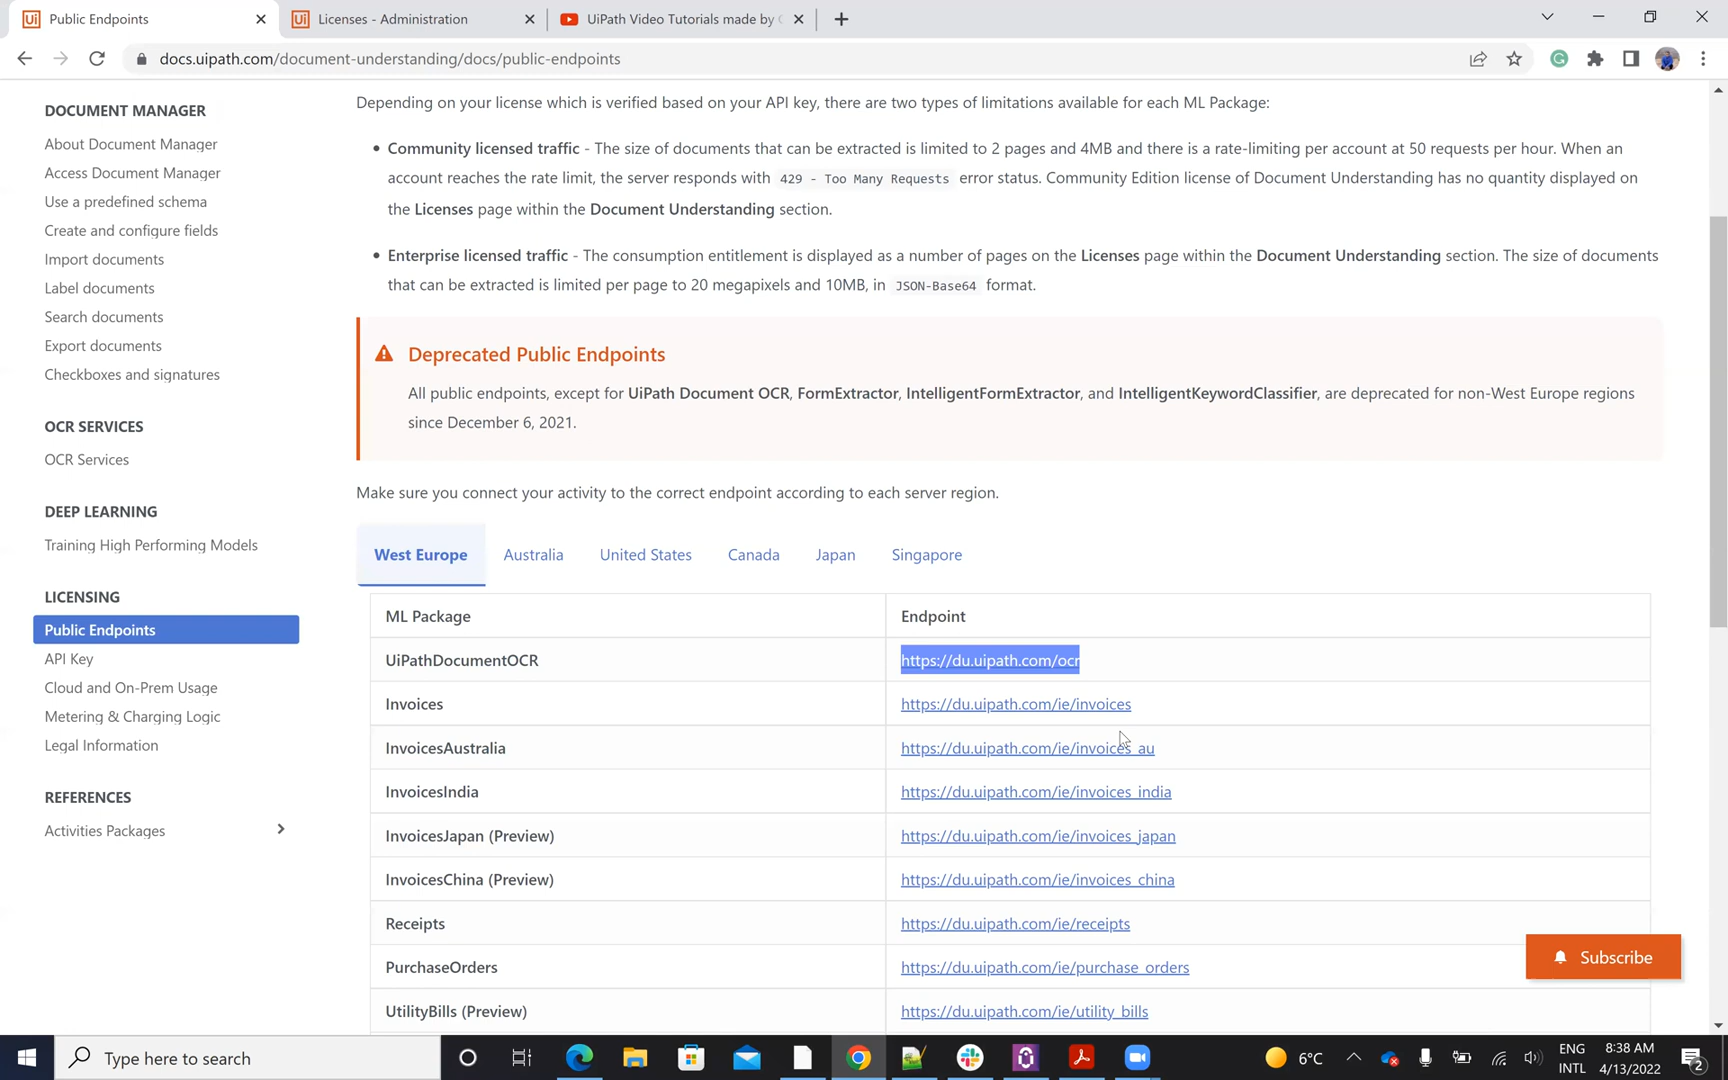 Public Endpoints
Licenses - Administration
UiPath Video Tutorials made by
docs.uipath.com/document-understanding/docs/public-endpoints
DOCUMENT MANAGER
About Document Manager
Access Document Manager
Use a predefined schema
Create and configure fields
Import documents
Label documents
Search documents
Export documents
Checkboxes and signatures
OCR SERVICES
OCR Services
DEEP LEARNING
Training High Performing Models
LICENSING
Public Endpoints
API Key
Cloud and On-Prem Usage
Metering & Charging Logic
Legal Information
REFERENCES
Activities Packages
Depending on your license which is verified based on your API key, there are two types of limitations available for each ML Package:
• Community licensed traffic - The size of documents that can be extracted is limited to 2 pages and 4MB and there is a rate-limiting per account at 50 requests per hour. When an
account reaches the rate limit, the server responds with 429 - Too Many Requests error status. Community Edition license of Document Understanding has no quantity displayed on
the Licenses page within the Document Understanding section.
• Enterprise licensed traffic - The consumption entitlement is displayed as a number of pages on the Licenses page within the Document Understanding section. The size of documents
that can be extracted is limited per page to 20 megapixels and 10MB, in JSON-Base64 format.
Deprecated Public Endpoints
All public endpoints, except for UiPath Document OCR, FormExtractor, IntelligentFormExtractor, and IntelligentKeywordClassifier, are deprecated for non-West Europe regions
since December 6, 2021.
Make sure you connect your activity to the correct endpoint according to each server region.
West Europe Australia United States Canada Japan Singapore
ML Package Endpoint
UiPathDocumentOCR https://du.uipath.com/ocr
Invoices https://du.uipath.com/ie/invoices
InvoicesAustralia https://du.uipath.com/ie/invoices_au
InvoicesIndia https://du.uipath.com/ie/invoices_india
InvoicesJapan (Preview) https://du.uipath.com/ie/invoices_japan
InvoicesChina (Preview) https://du.uipath.com/ie/invoices_china
Receipts https://du.uipath.com/ie/receipts
PurchaseOrders https://du.uipath.com/ie/purchase_orders
UtilityBills (Preview) https://du.uipath.com/ie/utility_bills
Subscribe
Type here to search
6°C
ENG
INTL
8:38 AM
4/13/2022
2